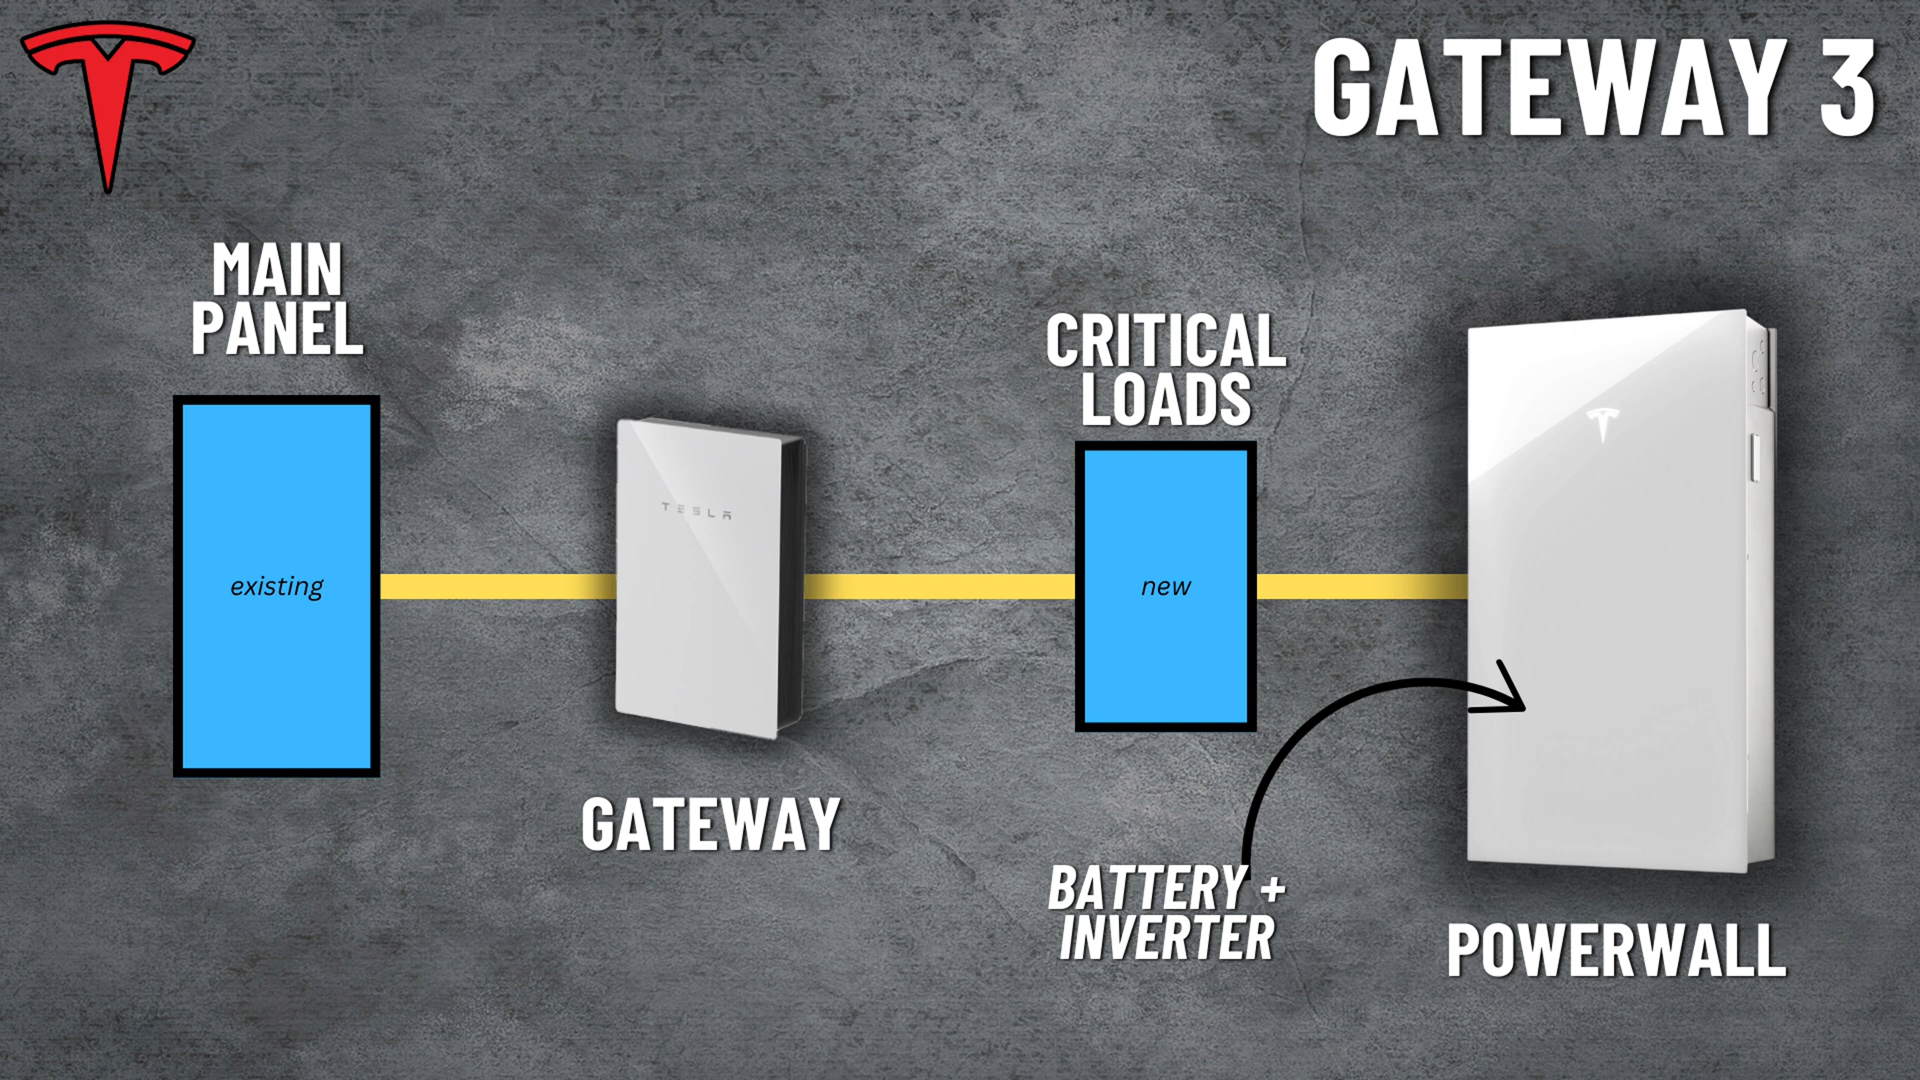 GATEWAY 3
MAIN
PANEL
existing
TESLA
GATEWAY
CRITICAL
LOADS
new
BATTERY +
INVERTER
POWERWALL